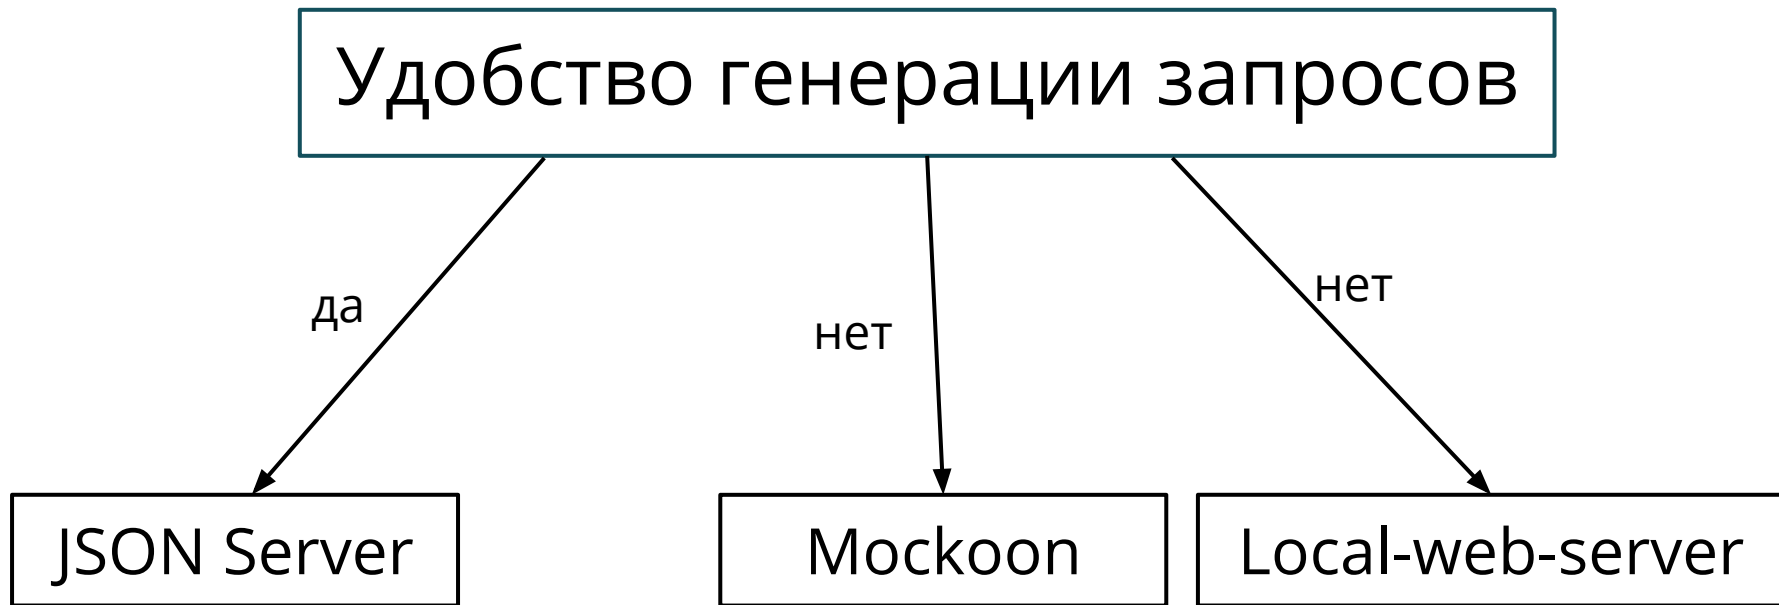 Удобство генерации запросов
да
нет
нет
JSON Server
Mockoon
Local-web-server